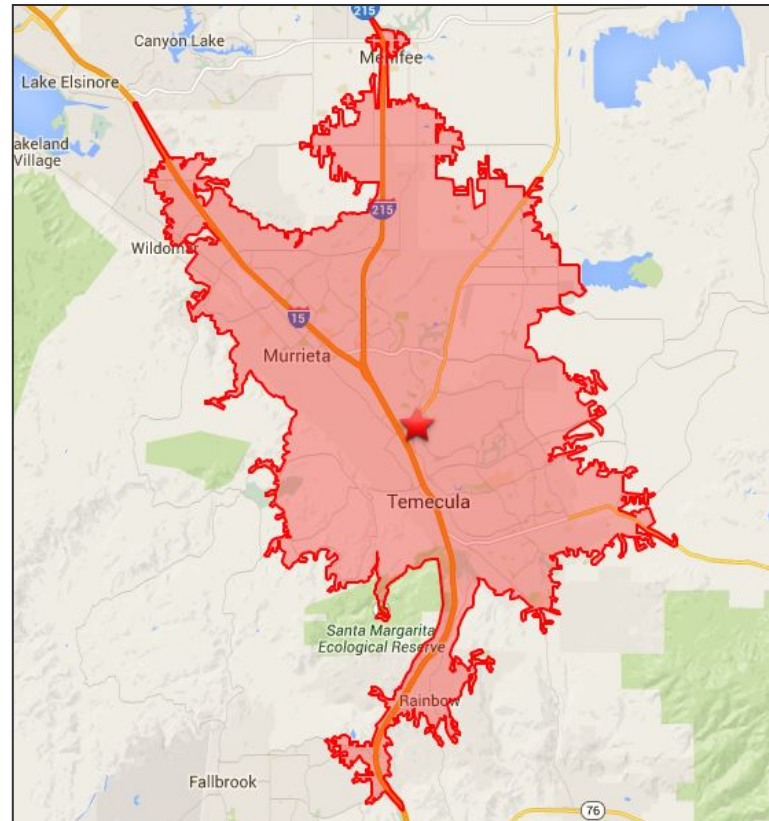 215
Canyon Lake
Menifee
Lake Elsinore
akeland
Village
215
Wildomar
15
Murrieta
Temecula
Santa Margarita
Ecological Reserve
Rainbow
Fallbrook
76